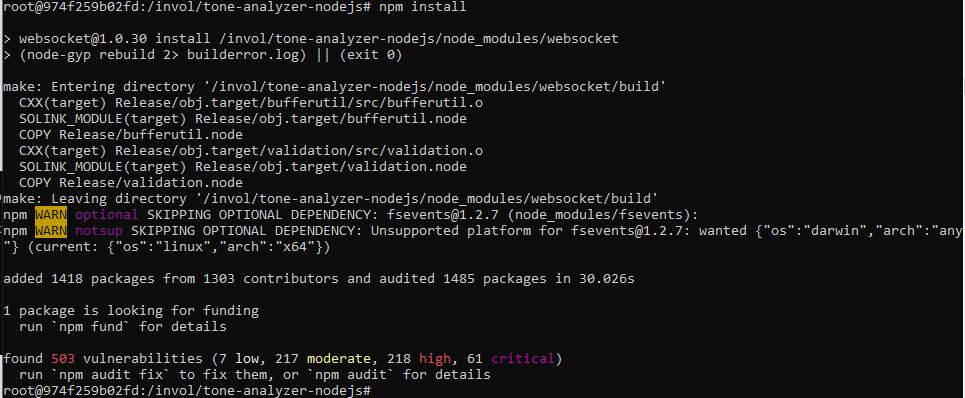 root@974f259b02fd:/invol/tone-analyzer-nodejs# npm install
> websocket@1.0.30 install /invol/tone-analyzer-nodejs/node_modules/websocket
> (node-gyp rebuild 2> builderror.log) || (exit 0)
make: Entering directory '/invol/tone-analyzer-nodejs/node_modules/websocket/build'
CXX(target) Release/obj.target/bufferutil/src/bufferutil.o
SOLINK_MODULE(target) Release/obj.target/bufferutil.node
COPY Release/bufferutil.node
CXX(target) Release/obj.target/validation/src/validation.o
SOLINK_MODULE(target) Release/obj.target/validation.node
COPY Release/validation.node
make: Leaving directory '/invol/tone-analyzer-nodejs/node_modules/websocket/build'
npm WARN optional SKIPPING OPTIONAL DEPENDENCY: fsevents@1.2.7 (node_modules/fsevents):
npm WARN notsup SKIPPING OPTIONAL DEPENDENCY: Unsupported platform for fsevents@1.2.7: wanted {"os":"darwin","arch":"any
"} (current: {"os":"linux","arch":"x64"})
added 1418 packages from 1303 contributors and audited 1485 packages in 30.026s
1 package is looking for funding
run `npm fund` for details
found 503 vulnerabilities (7 low, 217 moderate, 218 high, 61 critical)
run `npm audit fix` to fix them, or `npm audit` for details
root@974f259b02fd:/invol/tone-analyzer-nodejs#